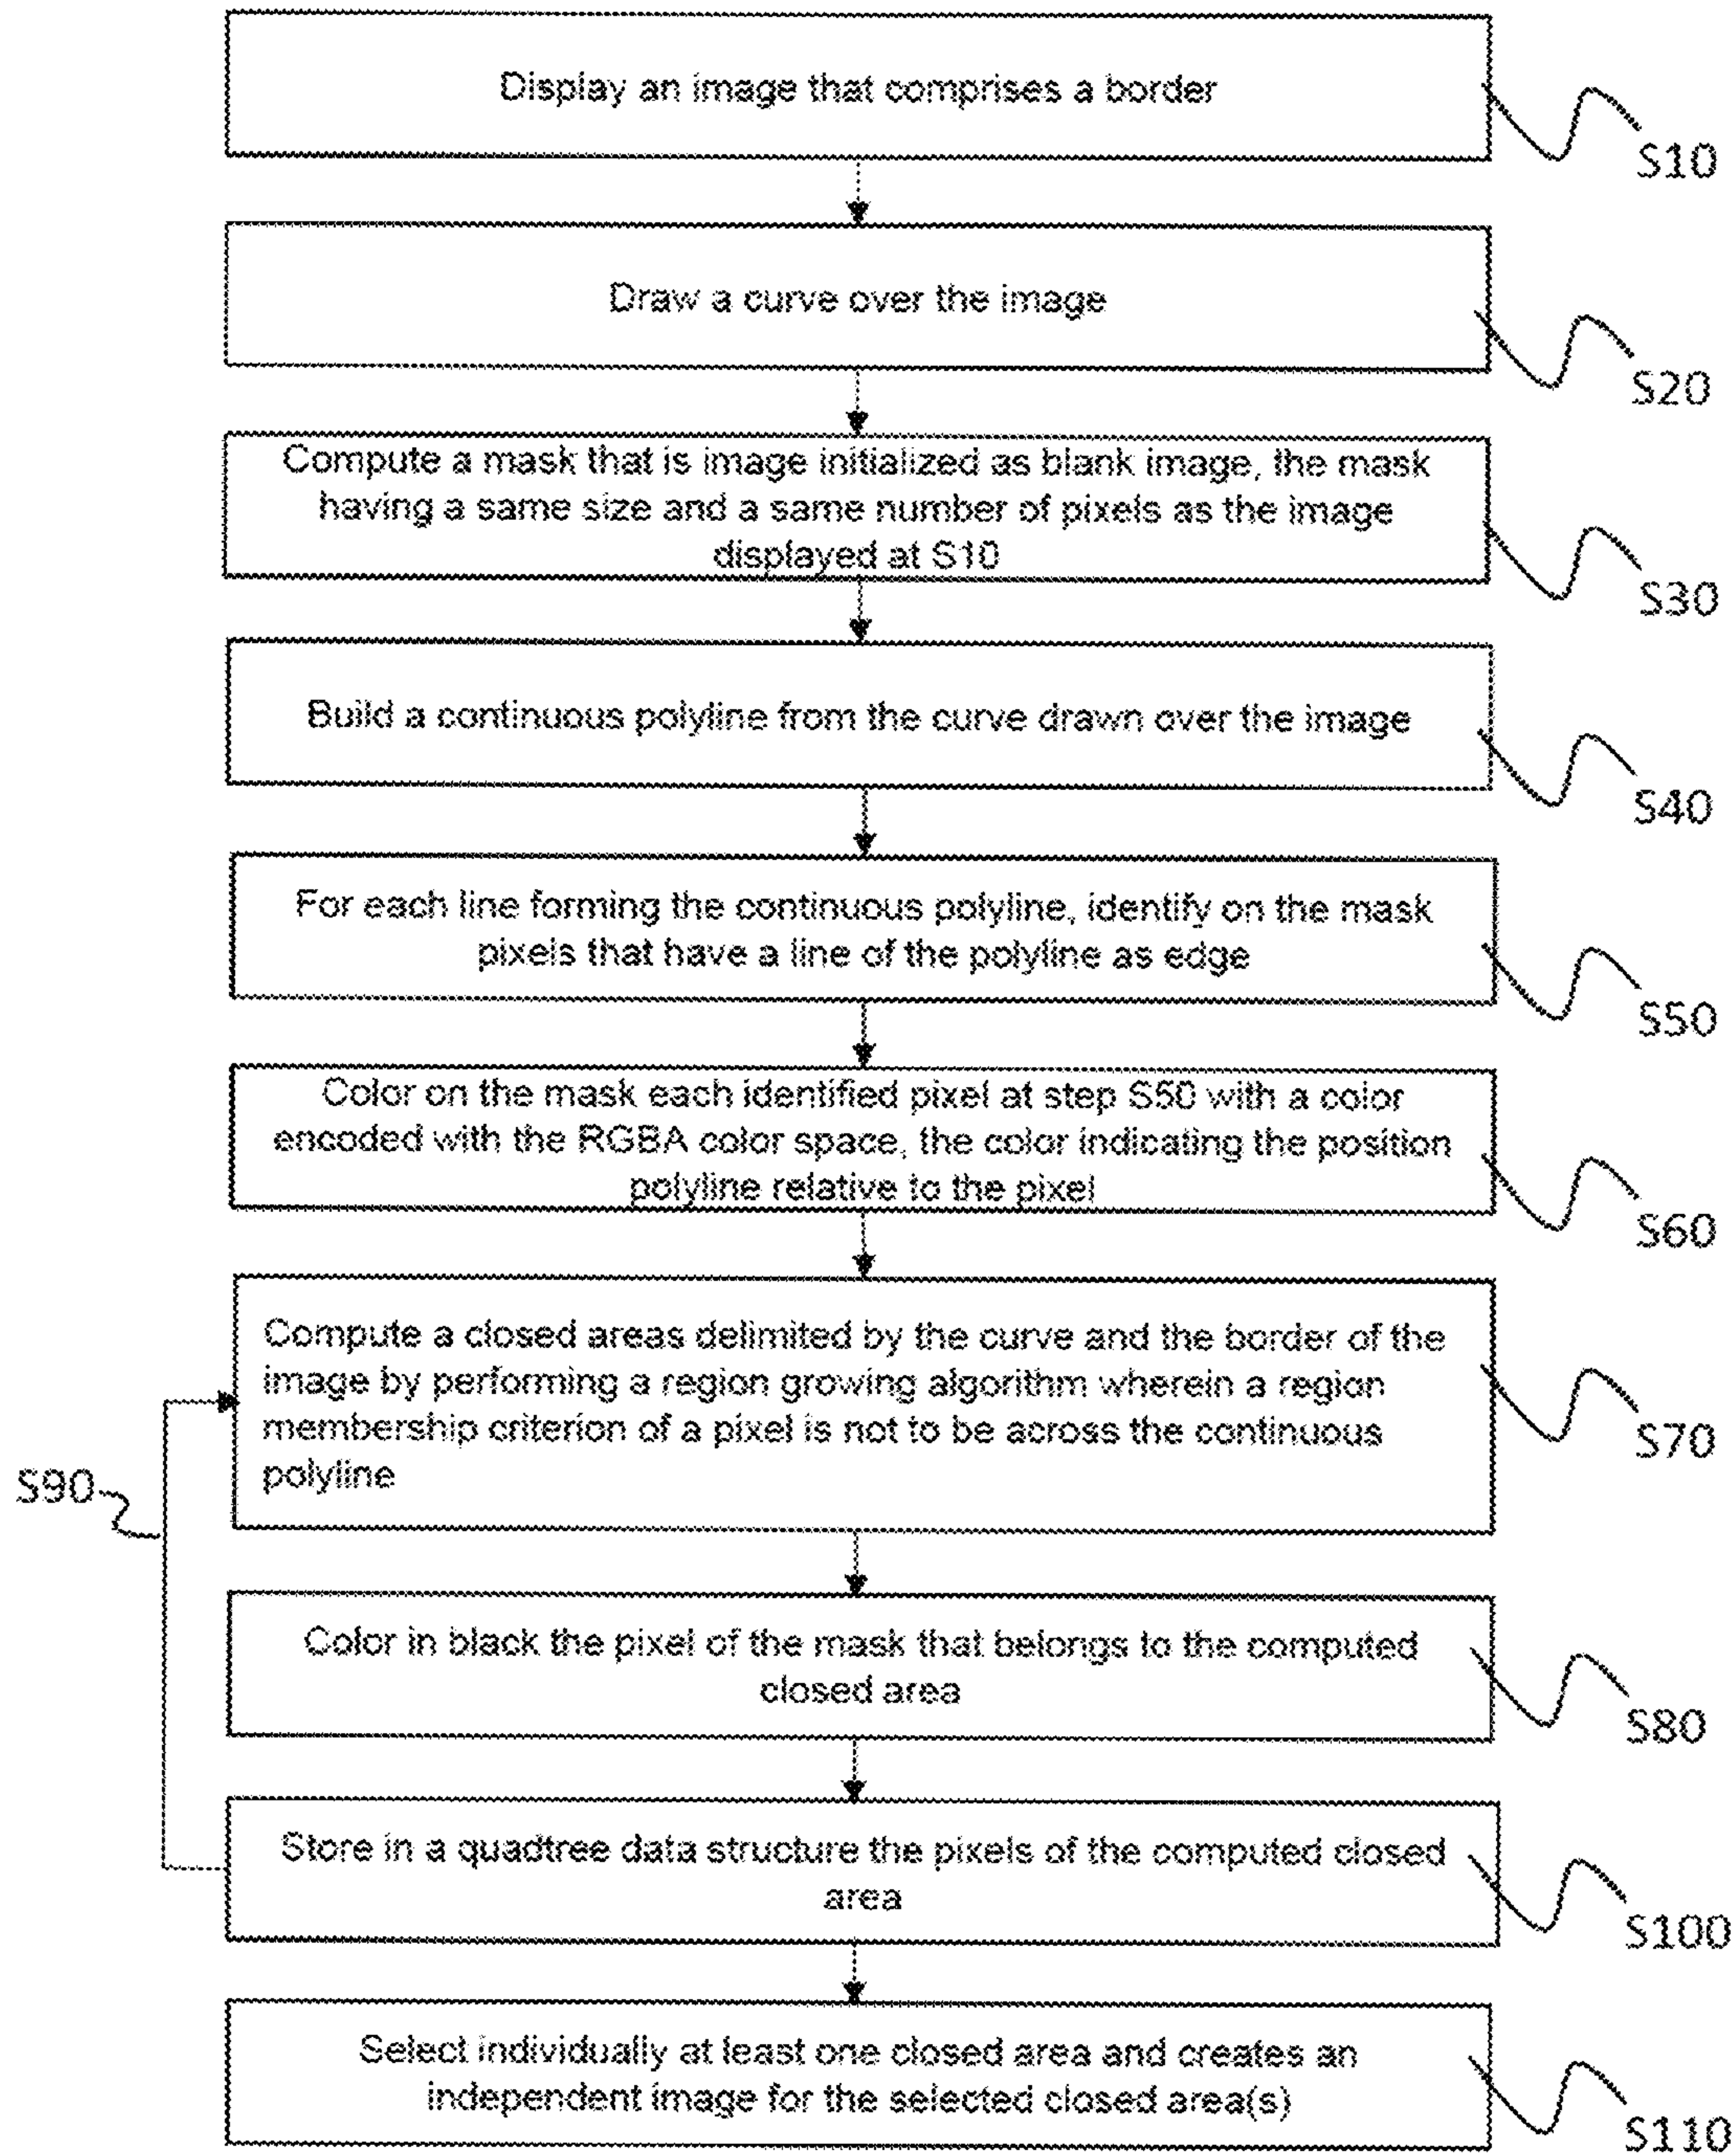 Display an image that comprises a border
S10
Draw a curve over the image
S20
Compute a mask that is image initialized as blank image, the mask
having a same size and a same number of pixels as the image
displayed at S10
S30
Build a continuous polyline from the curve drawn over the image
S40
For each line forming the continuous polyline, identify on the mask
pixels that have a line of the polyline as edge
S50
Color on the mask each identified pixel at step S50 with a color
encoded with the RGBA color space, the color indicating the position
polyline relative to the pixel
S60
Compute a closed areas delimited by the curve and the border of the
image by performing a region growing algorithm wherein a region
membership criterion of a pixel is not to be across the continuous
polyline
S70
S90
Color in black the pixel of the mask that belongs to the computed
closed area
S80
Store in a quadtree data structure the pixels of the computed closed
area
S100
Select individually at least one closed area and creates an
independent image for the selected closed area(s)
S110